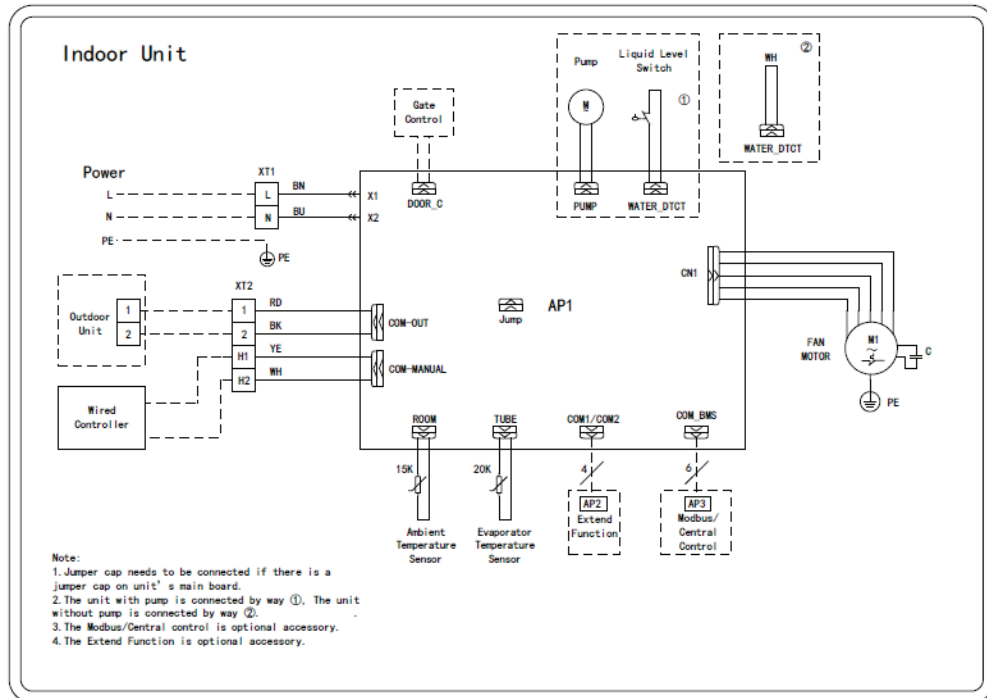 Indoor Unit
Pump
Liquid Level
Switch
①
②
WH
WATER_DTCT
M
Gate
Control
Power
XT1
L
L
BN
X1
N
N
BU
X2
DOOR_C
PUMP
WATER_DTCT
PE
PE
CN1
XT2
Outdoor
Unit
1
2
1
RD
2
BK
COM-OUT
H1
YE
H2
WH
COM-MANUAL
Jump
AP1
FAN
MOTOR
M1
~
C
PE
Wired
Controller
ROOM
TUBE
COM1/COM2
COM_BMS
15K
20K
4
6
AP2
Extend
Function
AP3
Modbus/
Central
Control
Ambient
Temperature
Sensor
Evaporator
Temperature
Sensor
Note:
1. Jumper cap needs to be connected if there is a
jumper cap on unit's main board.
2. The unit with pump is connected by way ①. The unit
without pump is connected by way ②.
3. The Modbus/Central control is optional accessory.
4. The Extend Function is optional accessory.